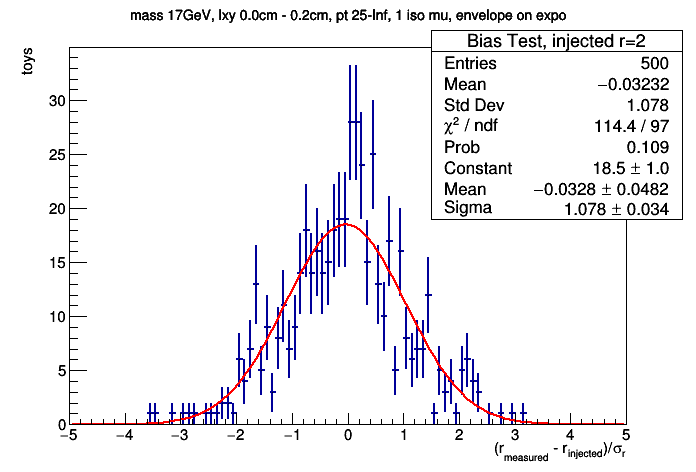 mass 17GeV, lxy 0.0cm - 0.2cm, pt 25-Inf, 1 iso mu, envelope on expo
toys
Bias Test, injected r=2
Entries 500
Mean −0.03232
Std Dev 1.078
χ² / ndf 114.4 / 97
Prob 0.109
Constant 18.5 ± 1.0
Mean −0.0328 ± 0.0482
Sigma 1.078 ± 0.034
30
25
20
15
10
5
0
−5 −4 −3 −2 −1 0 1 2 3 4 5
(r_measured - r_injected)/σ_r